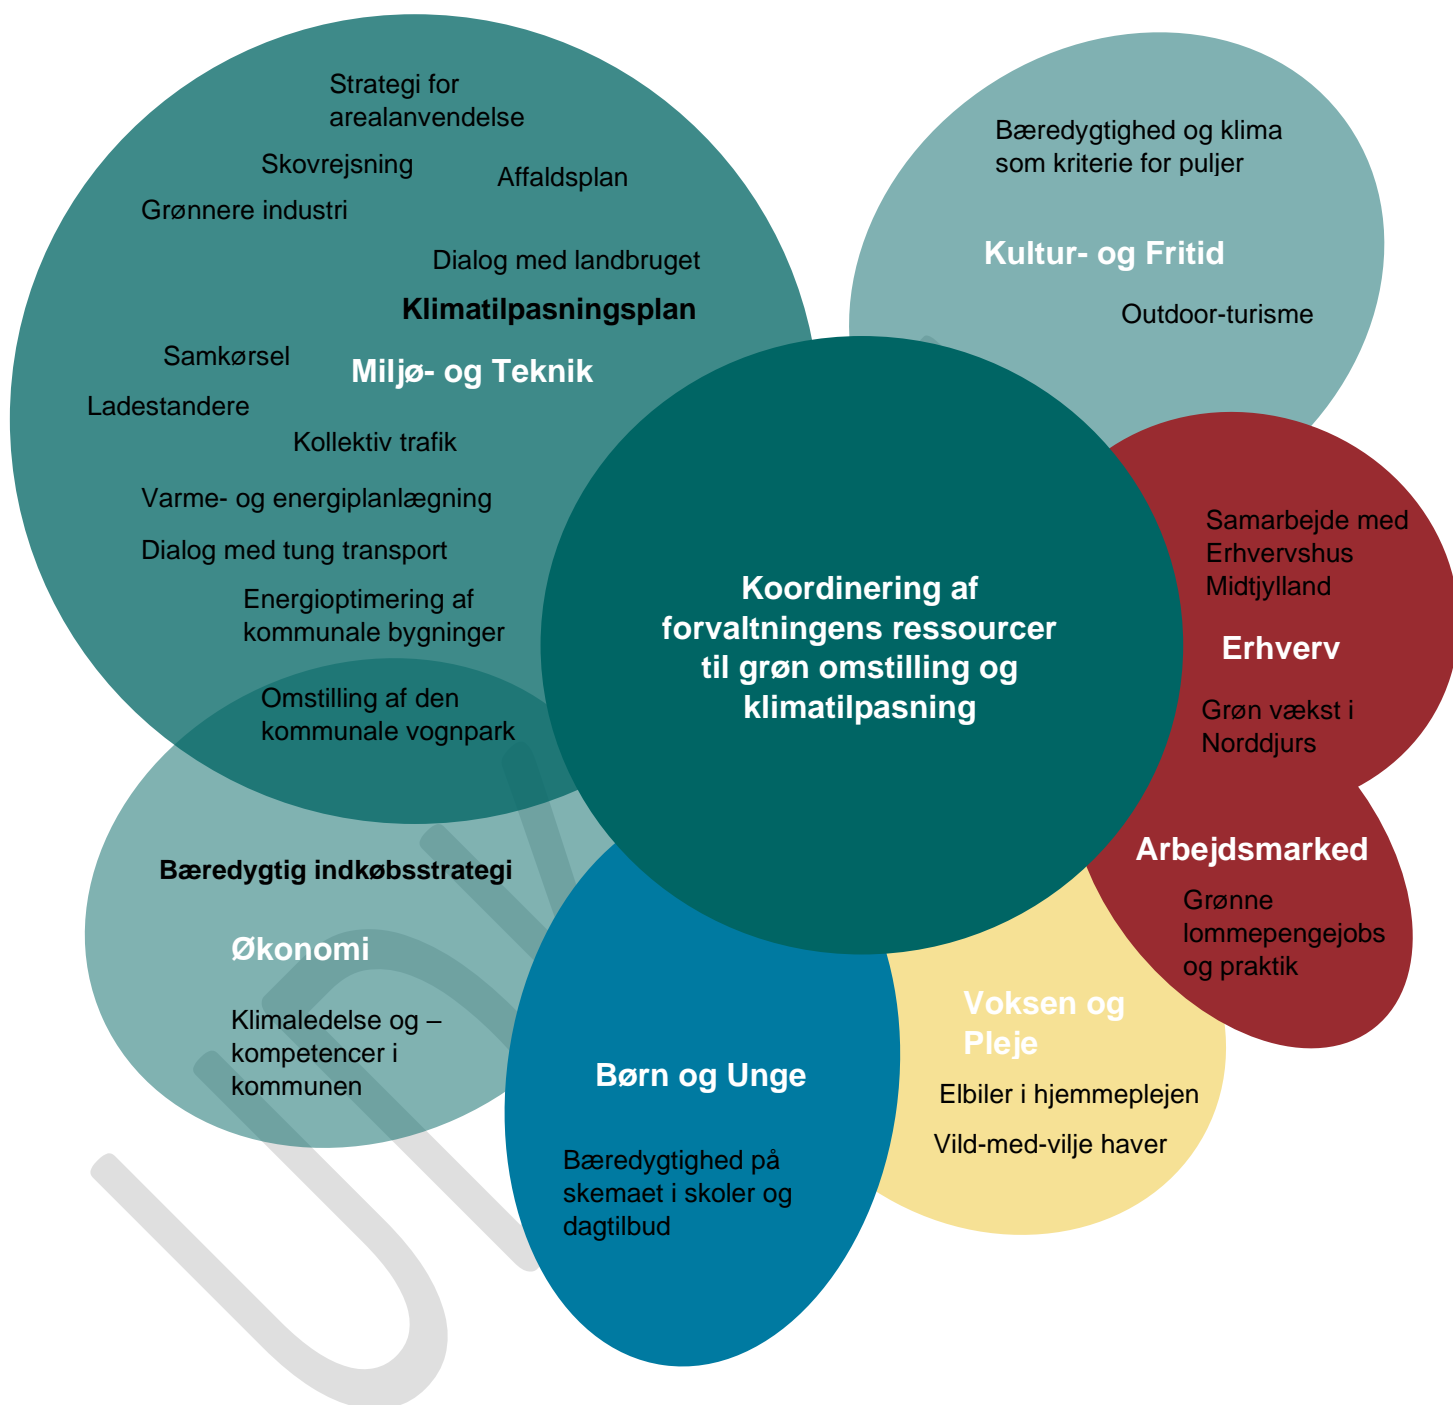 Strategi for
arealanvendelse
Skovrejsning
Affaldsplan
Grønnere industri
Dialog med landbruget
Klimatilpasningsplan
Samkørsel
Miljø- og Teknik
Ladestandere
Kollektiv trafik
Varme- og energiplanlægning
Dialog med tung transport
Energioptimering af
kommunale bygninger
Omstilling af den
kommunale vognpark
Bæredygtighed og klima
som kriterie for puljer
Kultur- og Fritid
Outdoor-turisme
Koordinering af
forvaltningens ressourcer
til grøn omstilling og
klimatilpasning
Samarbejde med
Erhvervshus
Midtjylland
Erhverv
Grøn vækst i
Norddjurs
Arbejdsmarked
Grønne
lommepengejobs
og praktik
Bæredygtig indkøbsstrategi
Økonomi
Klimaledelse og –
kompetencer i
kommunen
Børn og Unge
Bæredygtighed på
skemaet i skoler og
dagtilbud
Voksen og
Pleje
Elbiler i hjemmeplejen
Vild-med-vilje haver